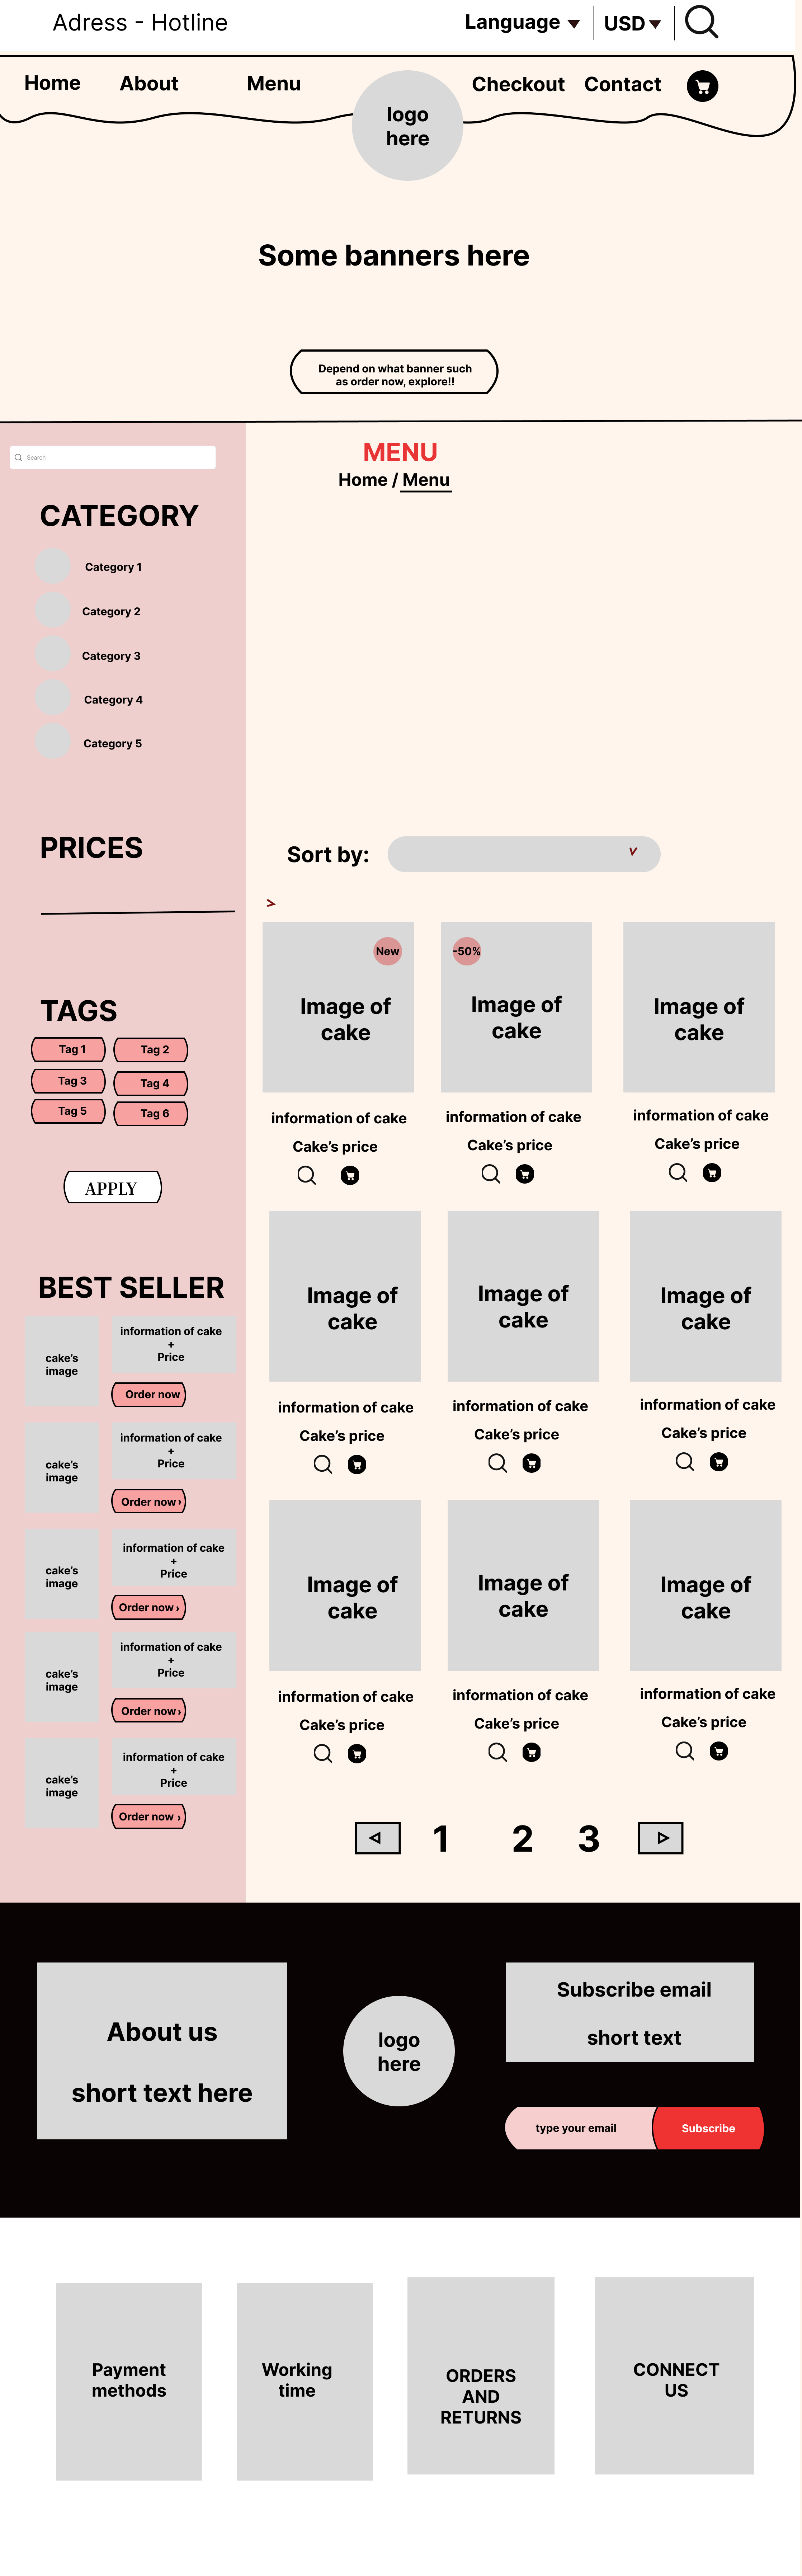 Adress - Hotline
Language
USD
Home
About
Menu
logo
here
Checkout
Contact
Some banners here
Depend on what banner such
as order now, explore!!
Search
CATEGORY
Category 1
Category 2
Category 3
Category 4
Category 5
PRICES
TAGS
Tag 1
Tag 2
Tag 3
Tag 4
Tag 5
Tag 6
APPLY
BEST SELLER
cake's
image
information of cake
+
Price
Order now
cake's
image
information of cake
+
Price
Order now ›
cake's
image
information of cake
+
Price
Order now ›
cake's
image
information of cake
+
Price
Order now ›
cake's
image
information of cake
+
Price
Order now ›
MENU
Home / Menu
Sort by:
>
New
Image of
cake
information of cake
Cake's price
-50%
Image of
cake
information of cake
Cake's price
Image of
cake
information of cake
Cake's price
Image of
cake
information of cake
Cake's price
Image of
cake
information of cake
Cake's price
Image of
cake
information of cake
Cake's price
Image of
cake
information of cake
Cake's price
Image of
cake
information of cake
Cake's price
Image of
cake
information of cake
Cake's price
1 2 3
About us
short text here
logo
here
Subscribe email
short text
type your email
Subscribe
Payment
methods
Working
time
ORDERS
AND
RETURNS
CONNECT
US